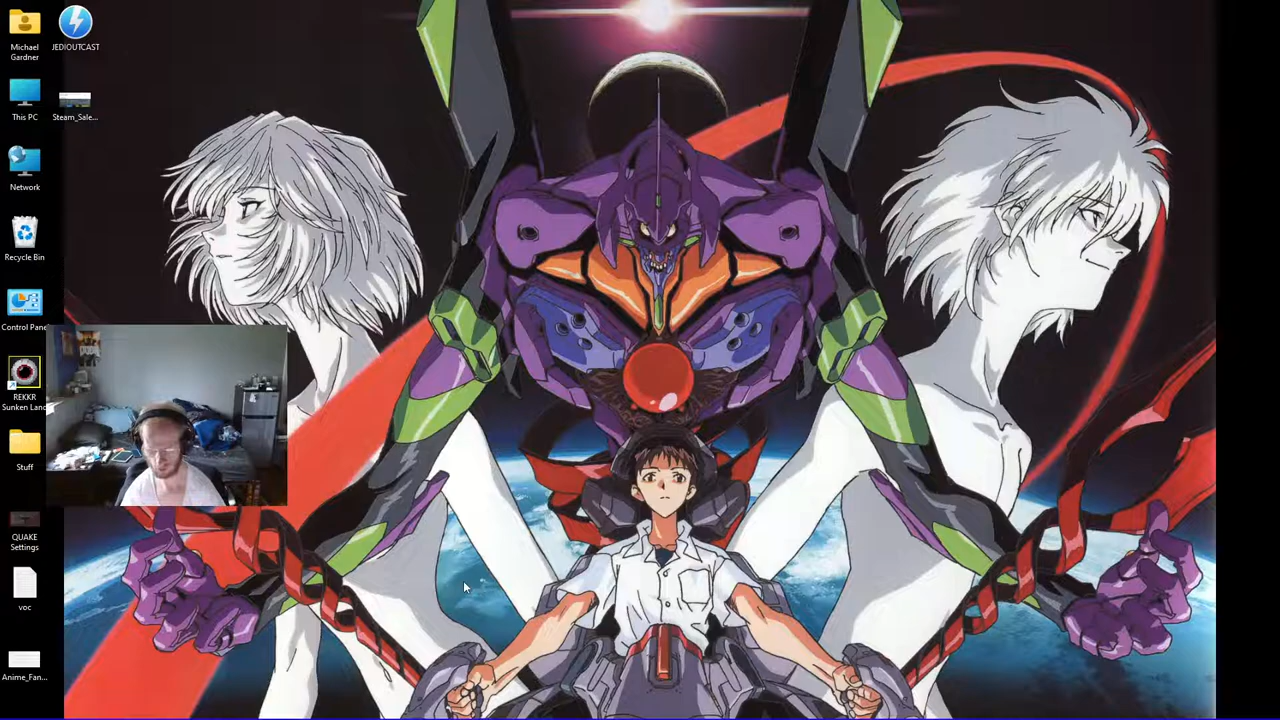 Michael
Gardner
JEDIOUTCAST
This PC
Steam_Sale...
Network
Recycle Bin
Control Pane
REKKR
Sunken Land
Stuff
QUAKE
Settings
voc
Anime_Fan...